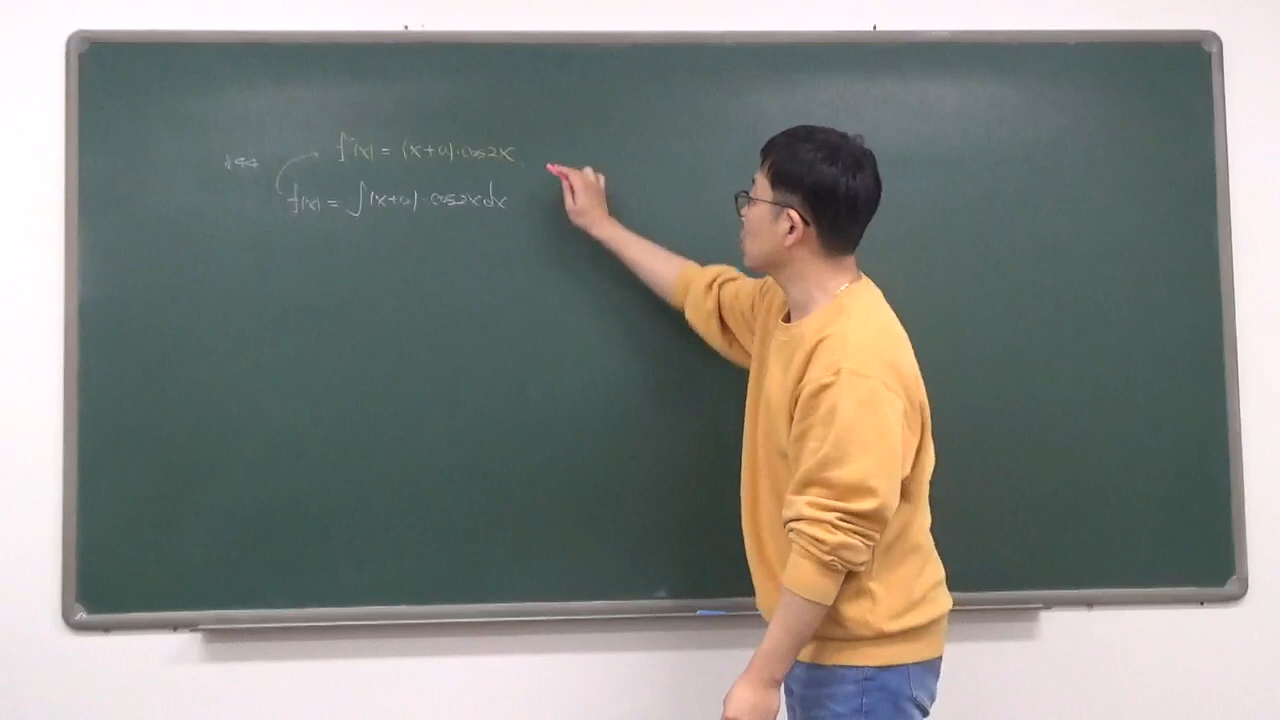 f'(x) = (x+a)·cos2x
f(x) = ∫(x+a)·cos2x dx